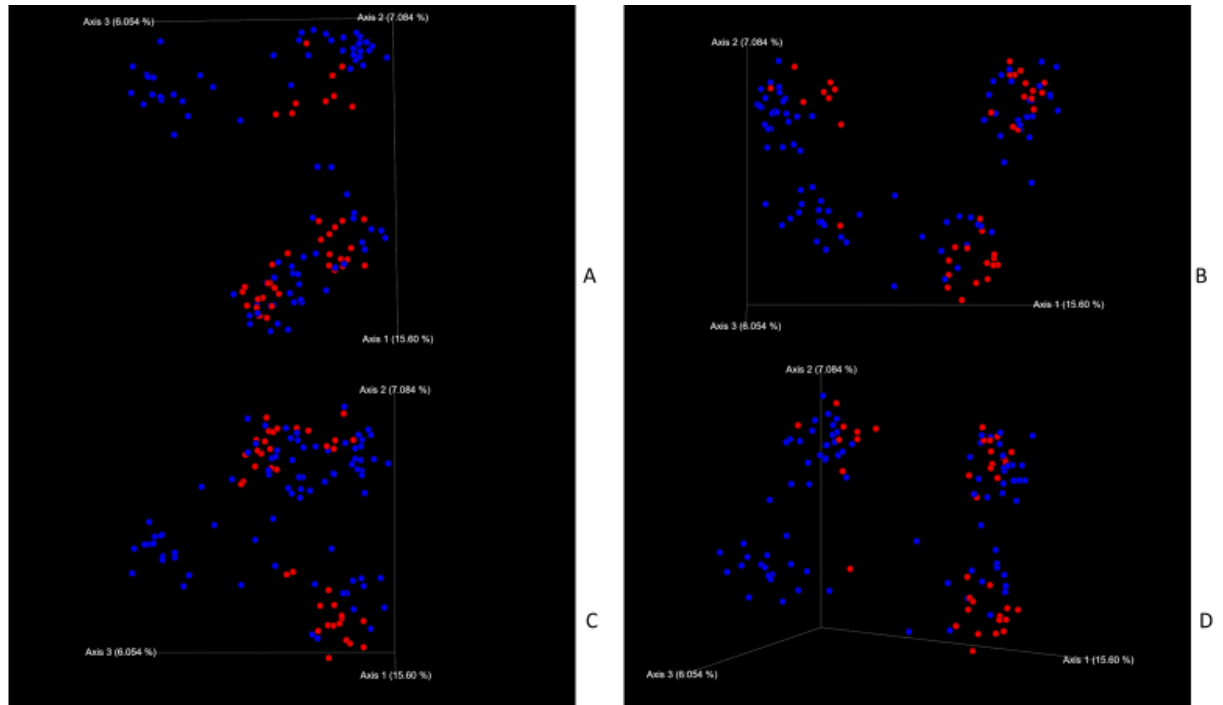 Axis 3 (6.054 %)
Axis 2 (7.084 %)
Axis 1 (15.60 %)
A
Axis 2 (7.084 %)
Axis 1 (15.60 %)
Axis 3 (6.054 %)
B
Axis 2 (7.084 %)
Axis 3 (6.054 %)
Axis 1 (15.60 %)
C
Axis 2 (7.084 %)
Axis 1 (15.60 %)
Axis 3 (6.054 %)
D